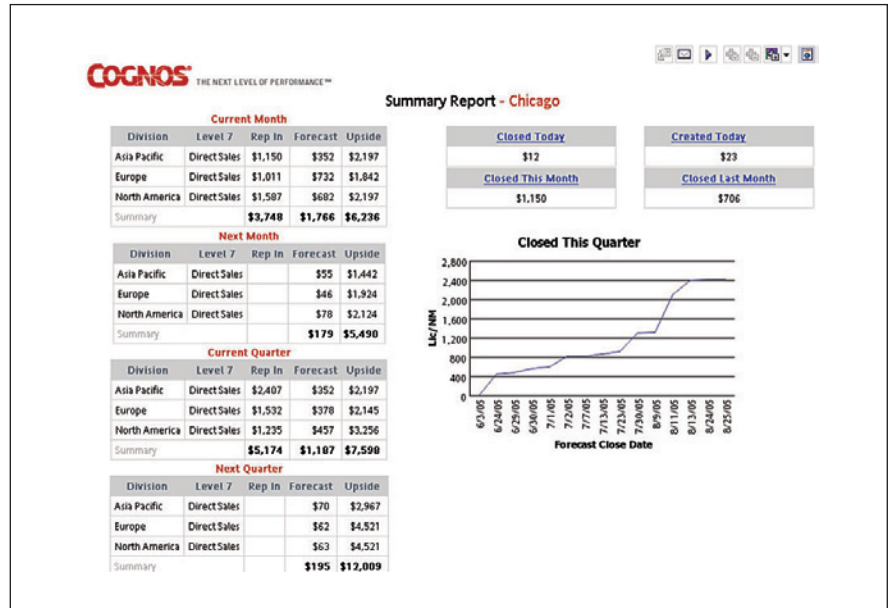 COGNOS THE NEXT LEVEL OF PERFORMANCE™
Summary Report - Chicago
Current Month
Division Level 7 Rep In Forecast Upside
Asia Pacific Direct Sales $1,150 $352 $2,197
Europe Direct Sales $1,011 $732 $1,842
North America Direct Sales $1,587 $682 $2,197
Summary $3,748 $1,766 $6,236
Next Month
Division Level 7 Rep In Forecast Upside
Asia Pacific Direct Sales $55 $1,442
Europe Direct Sales $46 $1,924
North America Direct Sales $78 $2,124
Summary $179 $5,490
Current Quarter
Division Level 7 Rep In Forecast Upside
Asia Pacific Direct Sales $2,407 $352 $2,197
Europe Direct Sales $1,532 $378 $2,145
North America Direct Sales $1,235 $457 $3,256
Summary $5,174 $1,187 $7,598
Next Quarter
Division Level 7 Rep In Forecast Upside
Asia Pacific Direct Sales $70 $2,967
Europe Direct Sales $62 $4,521
North America Direct Sales $63 $4,521
Summary $195 $12,009
Closed Today Created Today
$12 $23
Closed This Month Closed Last Month
$1,150 $706
Closed This Quarter
Lic/NM
2,800
2,400
2,000
1,600
1,200
800
400
0
6/3/05 6/24/05 6/29/05 6/30/05 7/1/05 7/2/05 7/7/05 7/13/05 7/23/05 7/30/05 8/9/05 8/11/05 8/13/05 8/24/05 8/25/05
Forecast Close Date